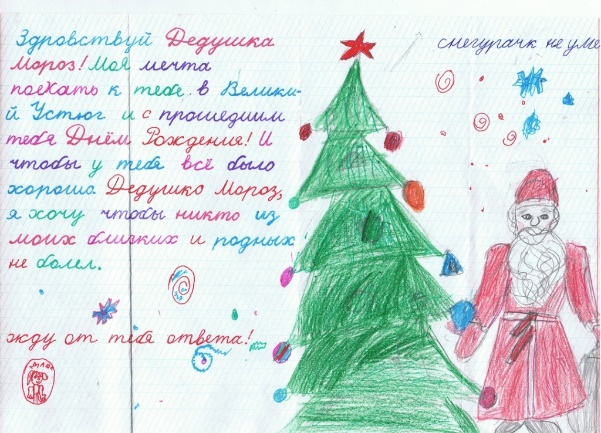 Здравствуй Дедушка
Мороз! Моя мечта
поехать к тебе в Велики-
й Устюг и с прошедшим
тебя Днём Рождения! И
чтобы у тебя всё было
хорошо. Дедушко Мороз,
я хочу чтобы никто из
моих близких и родных
не болел.
жду от тебя ответа!
снегурачк не уме